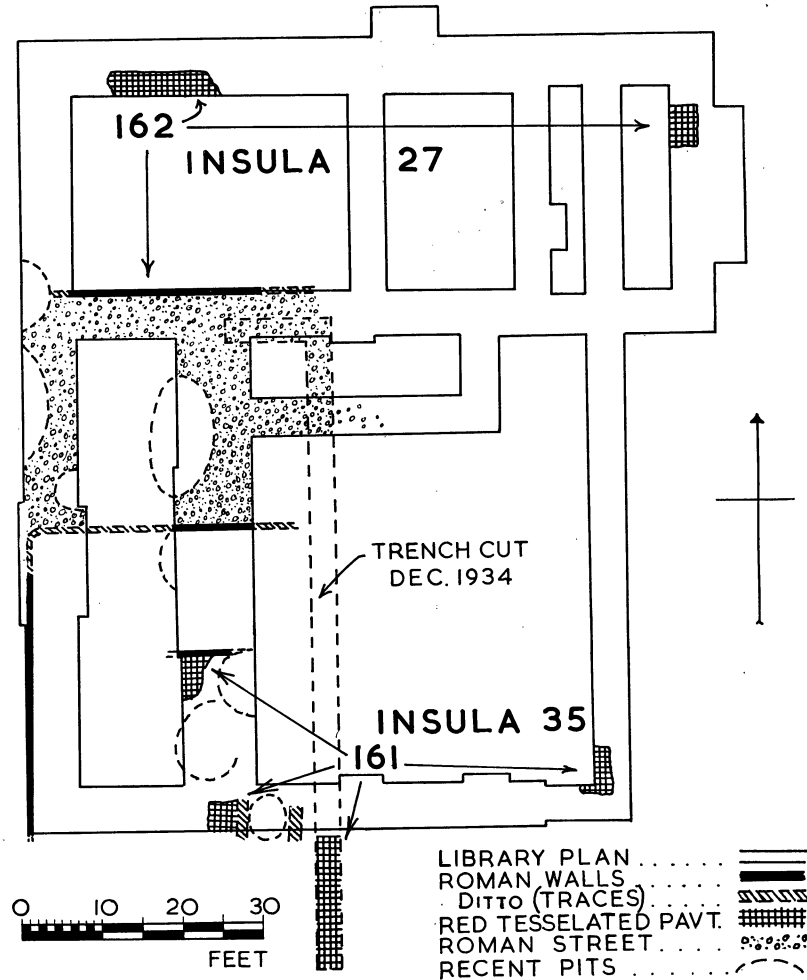 162
INSULA 27
TRENCH CUT
DEC. 1934
INSULA 35
161
0 10 20 30
FEET
LIBRARY PLAN ......
ROMAN WALLS .....
DITTO (TRACES) ....
RED TESSELATED PAVT.
ROMAN STREET ....
RECENT PITS ......